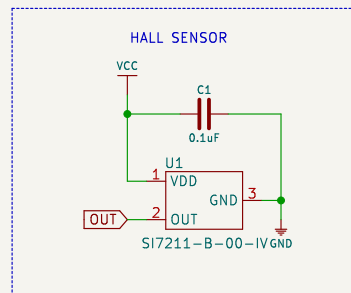 HALL SENSOR
VCC
C1
0.1uF
U1
1
VDD
GND
3
2
OUT
OUT
SI7211-B-00-IV
GND